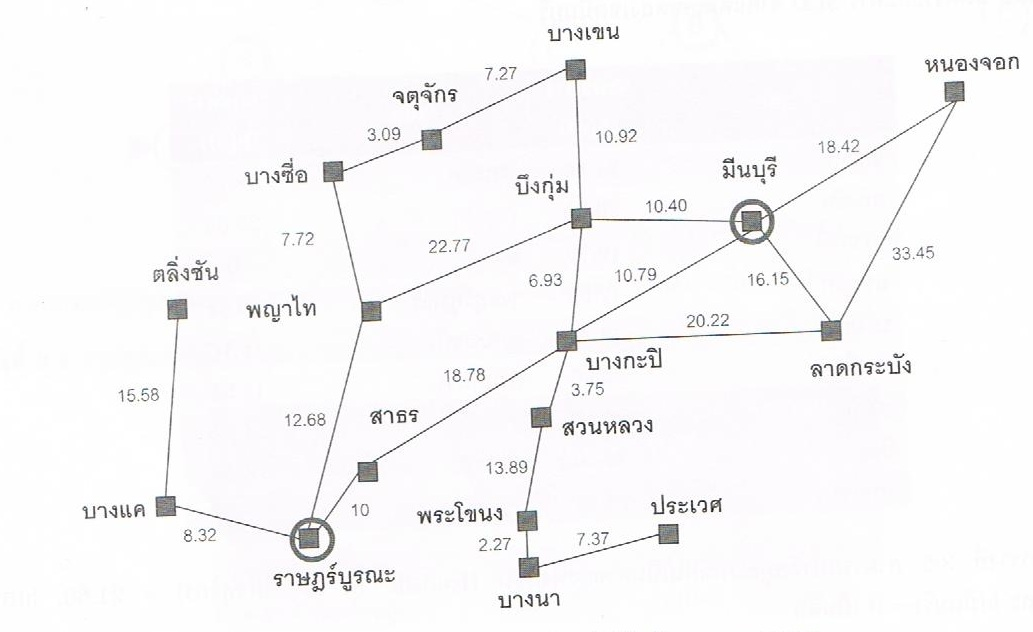 บางเขน
หนองจอก
7.27
จตุจักร
3.09
10.92
18.42
บางซื่อ
บึงกุ่ม
มีนบุรี
10.40
7.72
22.77
ตลิ่งชัน
6.93
10.79
16.15
33.45
พญาไท
20.22
บางกะปิ
ลาดกระบัง
15.58
18.78
3.75
12.68
สาธร
สวนหลวง
13.89
บางแค
10
พระโขนง
ประเวศ
8.32
2.27
7.37
ราษฎร์บูรณะ
บางนา